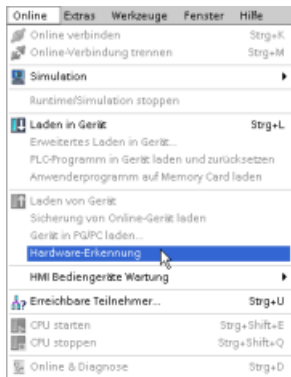 Online Extras Werkzeuge Fenster Hilfe
Online verbinden Strg+K
Online-Verbindung trennen Strg+M
Simulation
Runtime/Simulation stoppen
Laden in Gerät Strg+L
Erweitertes Laden in Gerät...
PLC-Programm in Gerät laden und zurücksetzen
Anwenderprogramm auf Memory Card laden
Laden von Gerät
Sicherung von Online-Gerät laden
Gerät in PG/PC laden...
Hardware-Erkennung
HMI Bediengeräte Wartung
Erreichbare Teilnehmer... Strg+U
CPU starten Strg+Shift+E
CPU stoppen Strg+Shift+Q
Online & Diagnose Strg+D